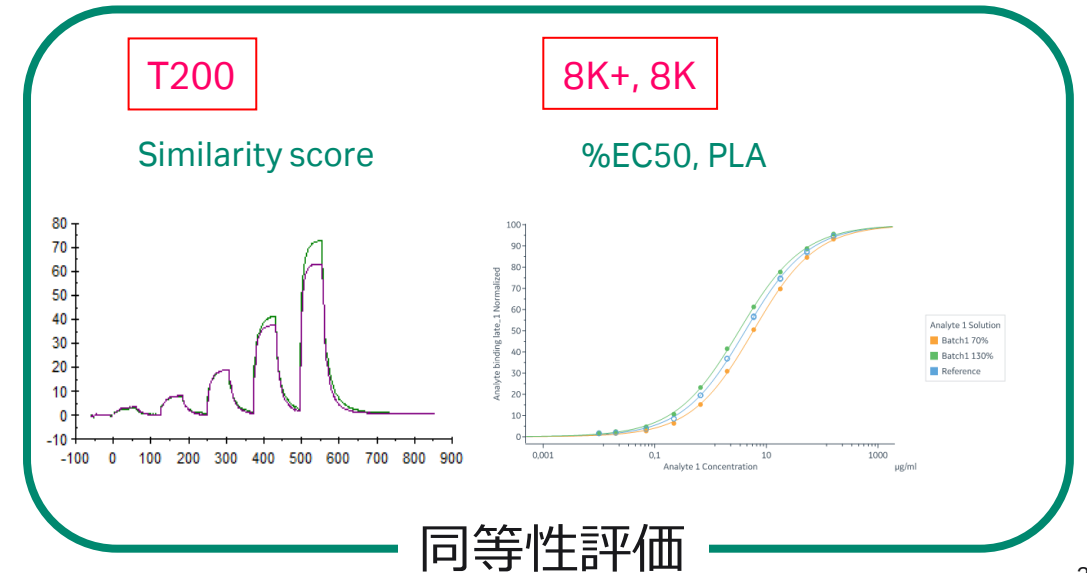 T200
Similarity score
80
70
60
50
40
30
20
10
0
-10
-100 0 100 200 300 400 500 600 700 800 900
8K+, 8K
%EC50, PLA
Analyte binding late_1 Normalized
100
90
80
70
60
50
40
30
20
10
0
0,001 0,1 10 1000
Analyte 1 Concentration
µg/ml
Analyte 1 Solution
Batch1 70%
Batch1 130%
Reference
同等性評価